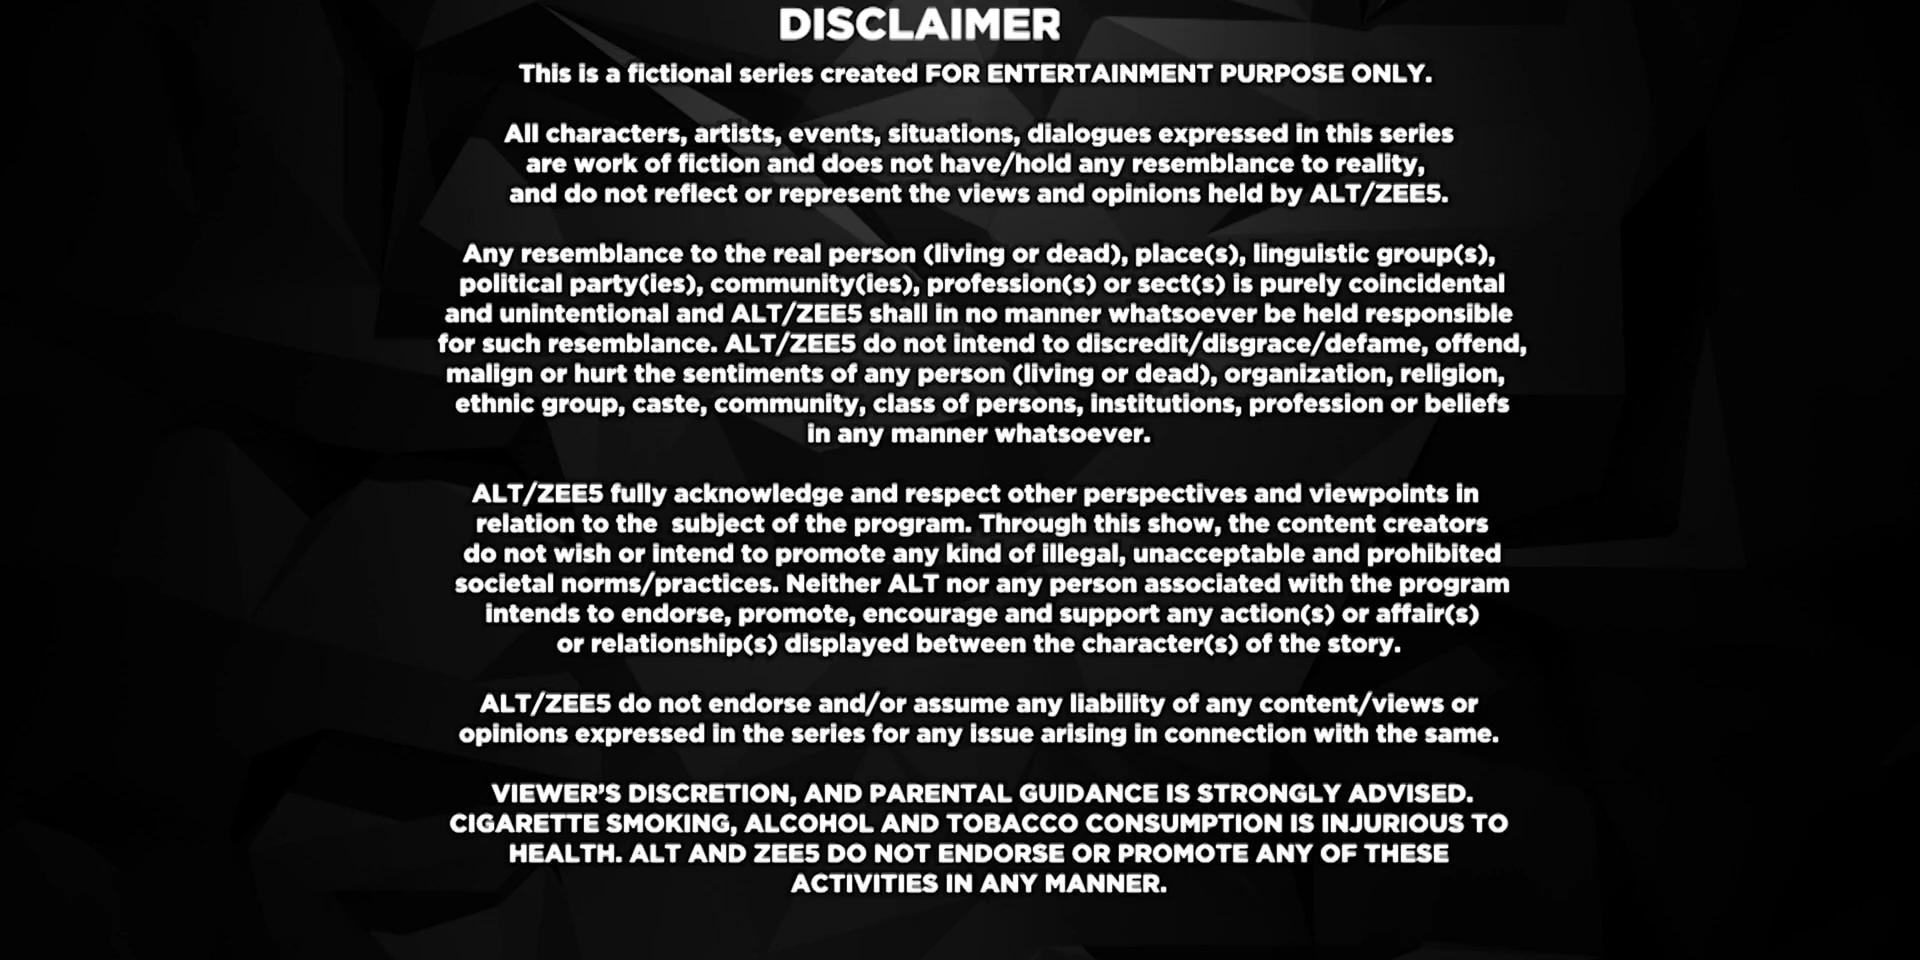 DISCLAIMER
This is a fictional series created FOR ENTERTAINMENT PURPOSE ONLY.
All characters, artists, events, situations, dialogues expressed in this series
are work of fiction and does not have/hold any resemblance to reality,
and do not reflect or represent the views and opinions held by ALT/ZEE5.
Any resemblance to the real person (living or dead), place(s), linguistic group(s),
political party(ies), community(ies), profession(s) or sect(s) is purely coincidental
and unintentional and ALT/ZEE5 shall in no manner whatsoever be held responsible
for such resemblance. ALT/ZEE5 do not intend to discredit/disgrace/defame, offend,
malign or hurt the sentiments of any person (living or dead), organization, religion,
ethnic group, caste, community, class of persons, institutions, profession or beliefs
in any manner whatsoever.
ALT/ZEE5 fully acknowledge and respect other perspectives and viewpoints in
relation to the  subject of the program. Through this show, the content creators
do not wish or intend to promote any kind of illegal, unacceptable and prohibited
societal norms/practices. Neither ALT nor any person associated with the program
intends to endorse, promote, encourage and support any action(s) or affair(s)
or relationship(s) displayed between the character(s) of the story.
ALT/ZEE5 do not endorse and/or assume any liability of any content/views or
opinions expressed in the series for any issue arising in connection with the same.
VIEWER'S DISCRETION, AND PARENTAL GUIDANCE IS STRONGLY ADVISED.
CIGARETTE SMOKING, ALCOHOL AND TOBACCO CONSUMPTION IS INJURIOUS TO
HEALTH. ALT AND ZEE5 DO NOT ENDORSE OR PROMOTE ANY OF THESE
ACTIVITIES IN ANY MANNER.